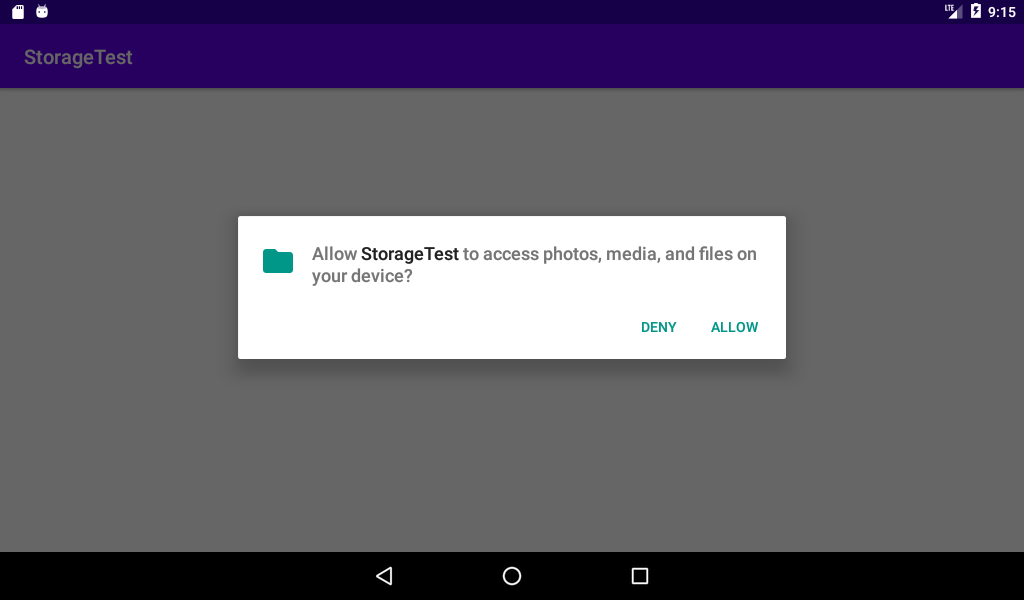 LTE 9:15
StorageTest
Allow StorageTest to access photos, media, and files on
your device?
DENY ALLOW